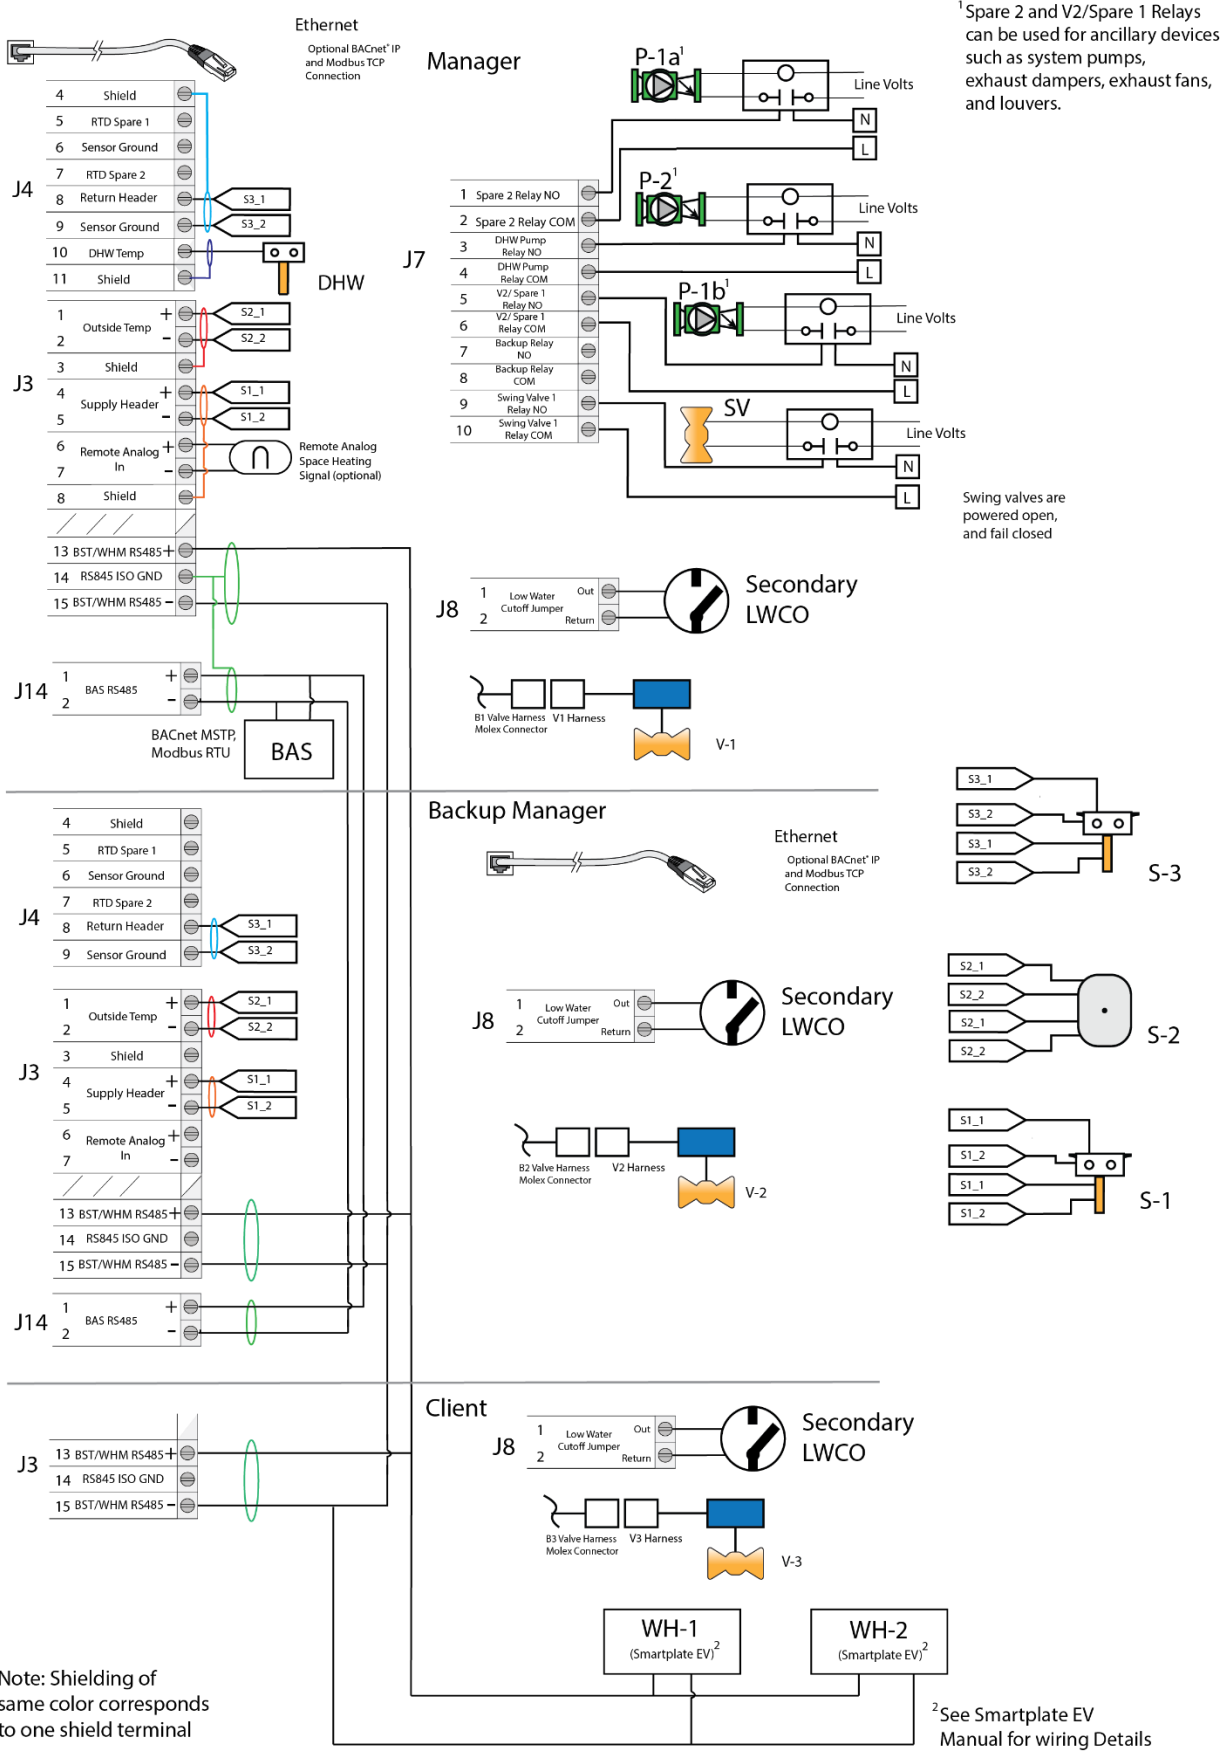 Ethernet
Optional BACnet® IP
and Modbus TCP
Connection
Manager
¹Spare 2 and V2/Spare 1 Relays
can be used for ancillary devices
such as system pumps,
exhaust dampers, exhaust fans,
and louvers.
J4
4 Shield
5 RTD Spare 1
6 Sensor Ground
7 RTD Spare 2
8 Return Header
S3_1
9 Sensor Ground
S3_2
10 DHW Temp
11 Shield
DHW
J3
1 +
Outside Temp
2 -
S2_1
S2_2
3 Shield
4 +
Supply Header
5 -
S1_1
S1_2
6 +
Remote Analog
In
7 -
Remote Analog
Space Heating
Signal (optional)
8 Shield
13 BST/WHM RS485 +
14 RS845 ISO GND
15 BST/WHM RS485 -
J14
1 +
BAS RS485
2 -
BACnet MSTP,
Modbus RTU
BAS
P-1a¹
Line Volts
N
L
P-2¹
Line Volts
N
L
P-1b¹
Line Volts
N
L
SV
Line Volts
N
L
Swing valves are
powered open,
and fail closed
J7
1 Spare 2 Relay NO
2 Spare 2 Relay COM
3 DHW Pump
Relay NO
4 DHW Pump
Relay COM
5 V2/ Spare 1
Relay NO
6 V2/ Spare 1
Relay COM
7 Backup Relay
NO
8 Backup Relay
COM
9 Swing Valve 1
Relay NO
10 Swing Valve 1
Relay COM
J8
1 Out
Low Water
Cutoff Jumper
2 Return
Secondary
LWCO
B1 Valve Harness
Molex Connector
V1 Harness
V-1
Backup Manager
Ethernet
Optional BACnet® IP
and Modbus TCP
Connection
J4
4 Shield
5 RTD Spare 1
6 Sensor Ground
7 RTD Spare 2
8 Return Header
S3_1
9 Sensor Ground
S3_2
J3
1 +
Outside Temp
2 -
S2_1
S2_2
3 Shield
4 +
Supply Header
5 -
S1_1
S1_2
6 +
Remote Analog
In
7 -
13 BST/WHM RS485 +
14 RS845 ISO GND
15 BST/WHM RS485 -
J14
1 +
BAS RS485
2 -
J8
1 Out
Low Water
Cutoff Jumper
2 Return
Secondary
LWCO
B2 Valve Harness
Molex Connector
V2 Harness
V-2
S3_1
S3_2
S3_1
S3_2
S-3
S2_1
S2_2
S2_1
S2_2
S-2
S1_1
S1_2
S1_1
S1_2
S-1
Client
J3
13 BST/WHM RS485 +
14 RS845 ISO GND
15 BST/WHM RS485 -
J8
1 Out
Low Water
Cutoff Jumper
2 Return
Secondary
LWCO
B3 Valve Harness
Molex Connector
V3 Harness
V-3
WH-1
(Smartplate EV)²
WH-2
(Smartplate EV)²
Note: Shielding of
same color corresponds
to one shield terminal
²See Smartplate EV
Manual for wiring Details